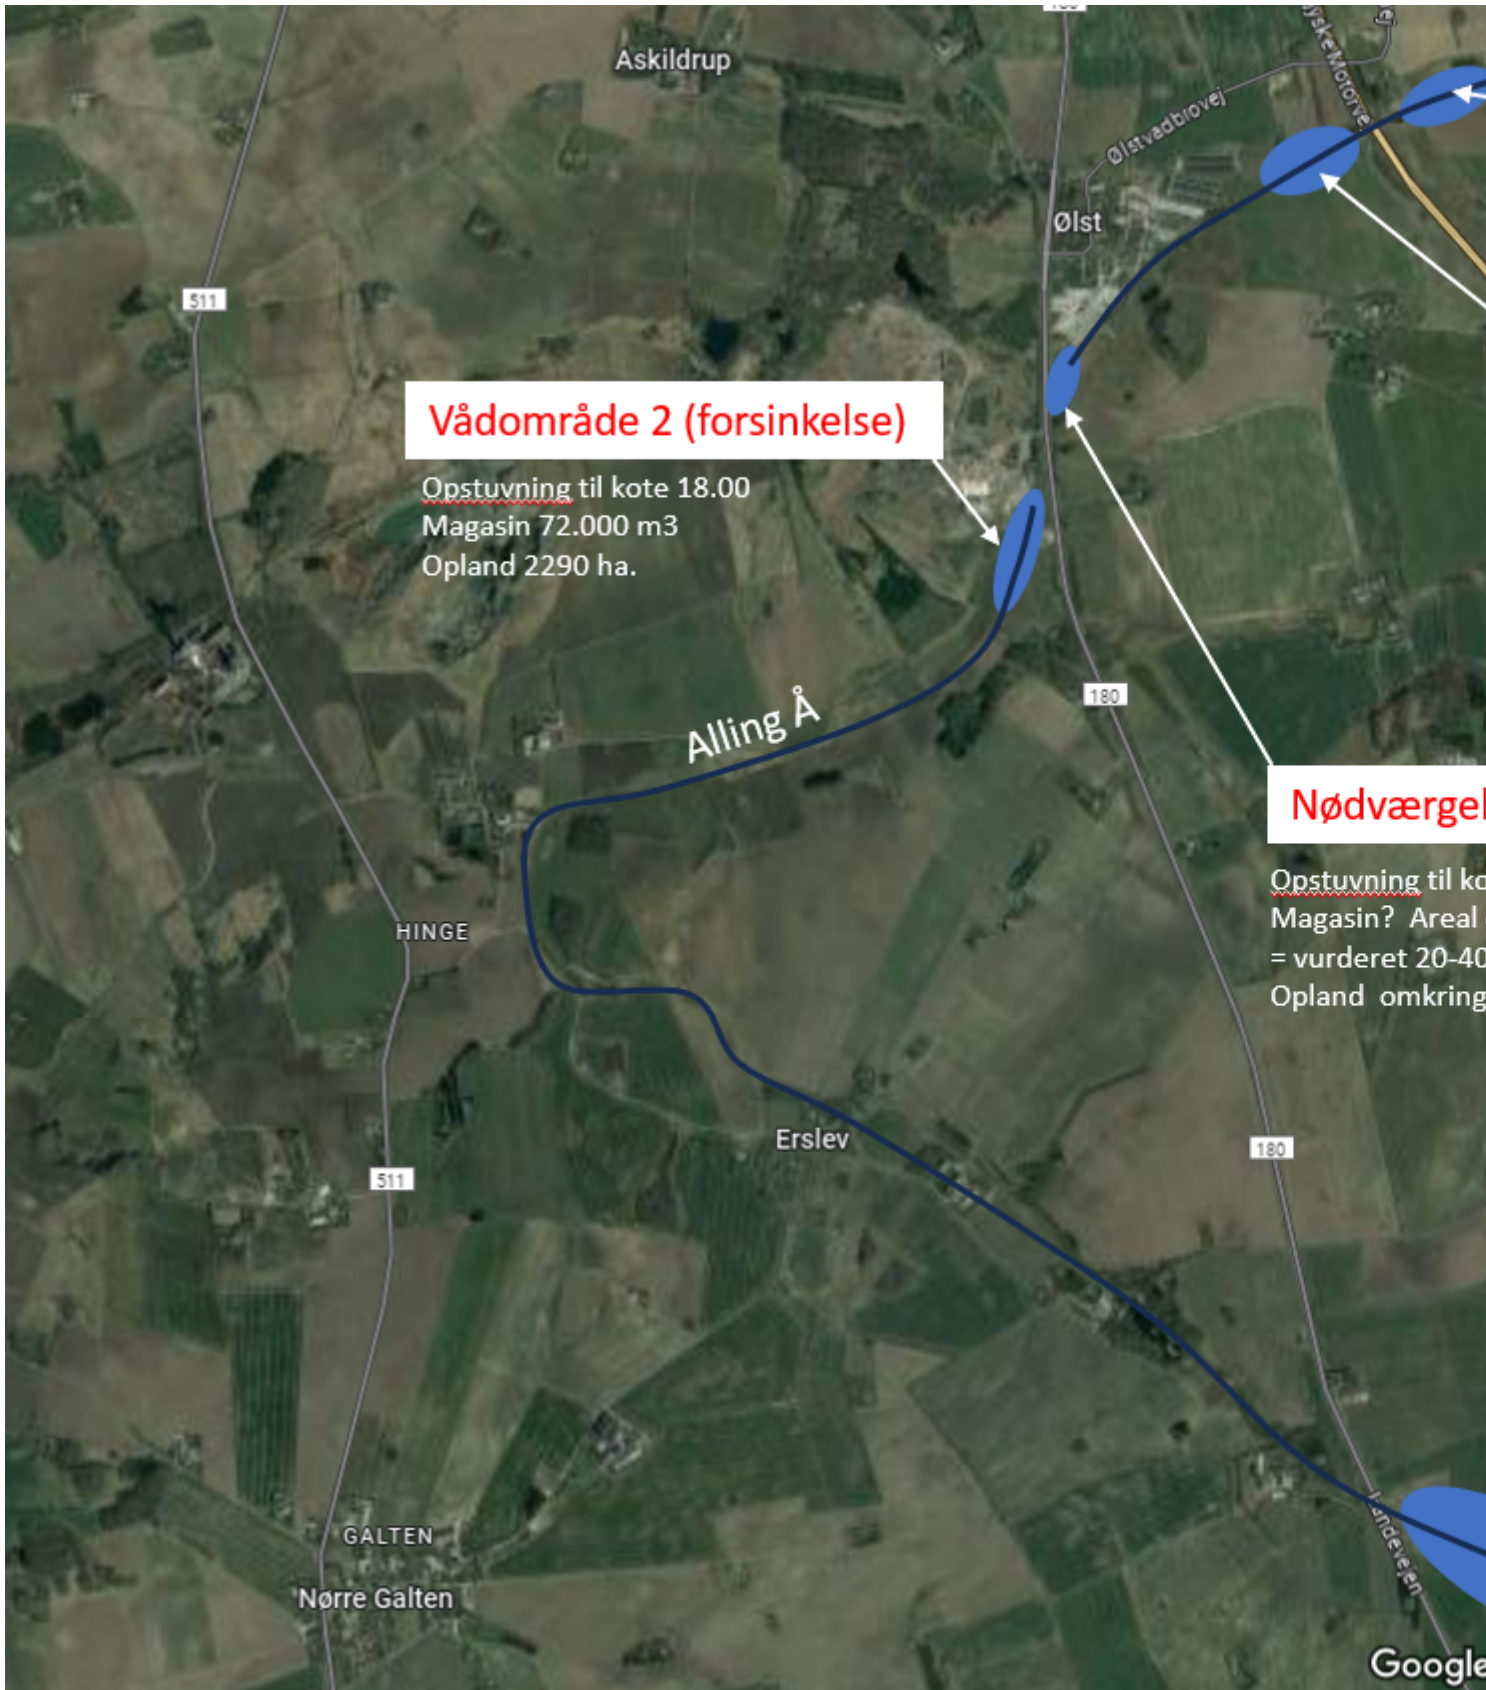 Askildrup
Ølstvadbrovej
Ølst
511
Vådområde 2 (forsinkelse)
Opstuvning til kote 18.00
Magasin 72.000 m3
Opland 2290 ha.
180
Alling Å
Nødværge
Opstuvning til ko
Magasin? Areal
= vurderet 20-40
Opland omkring
HINGE
Erslev
180
511
GALTEN
Nørre Galten
Landevejen
Google